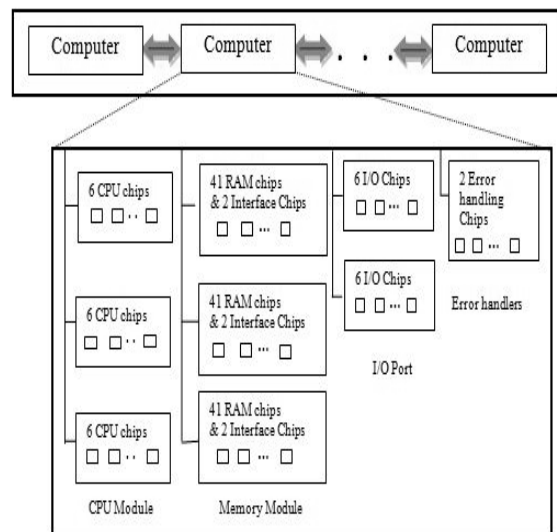 Computer
Computer
. . .
Computer
6 CPU chips
6 CPU chips
6 CPU chips
CPU Module
41 RAM chips
& 2 Interface Chips
41 RAM chips
& 2 Interface Chips
41 RAM chips
& 2 Interface Chips
Memory Module
6 I/O Chips
6 I/O Chips
I/O Port
2 Error
handling
Chips
Error handlers